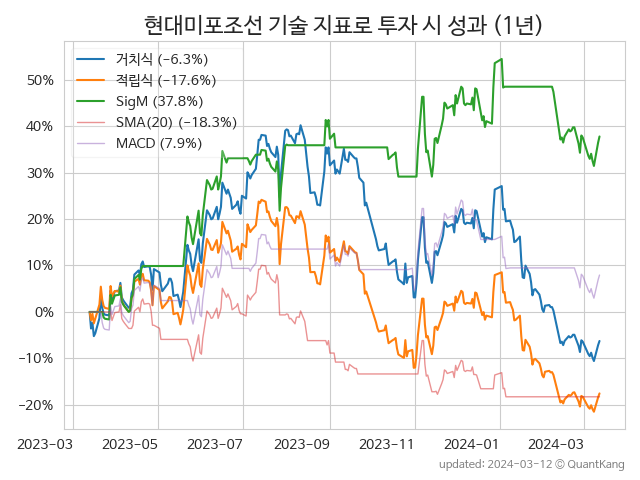 현대미포조선 기술 지표로 투자 시 성과 (1년)
거치식 (−6.3%)
적립식 (−17.6%)
SigM (37.8%)
SMA(20) (−18.3%)
MACD (7.9%)
50%
40%
30%
20%
10%
0%
−10%
−20%
2023-03 2023-05 2023-07 2023-09 2023-11 2024-01 2024-03
updated: 2024-03-12 © QuantKang